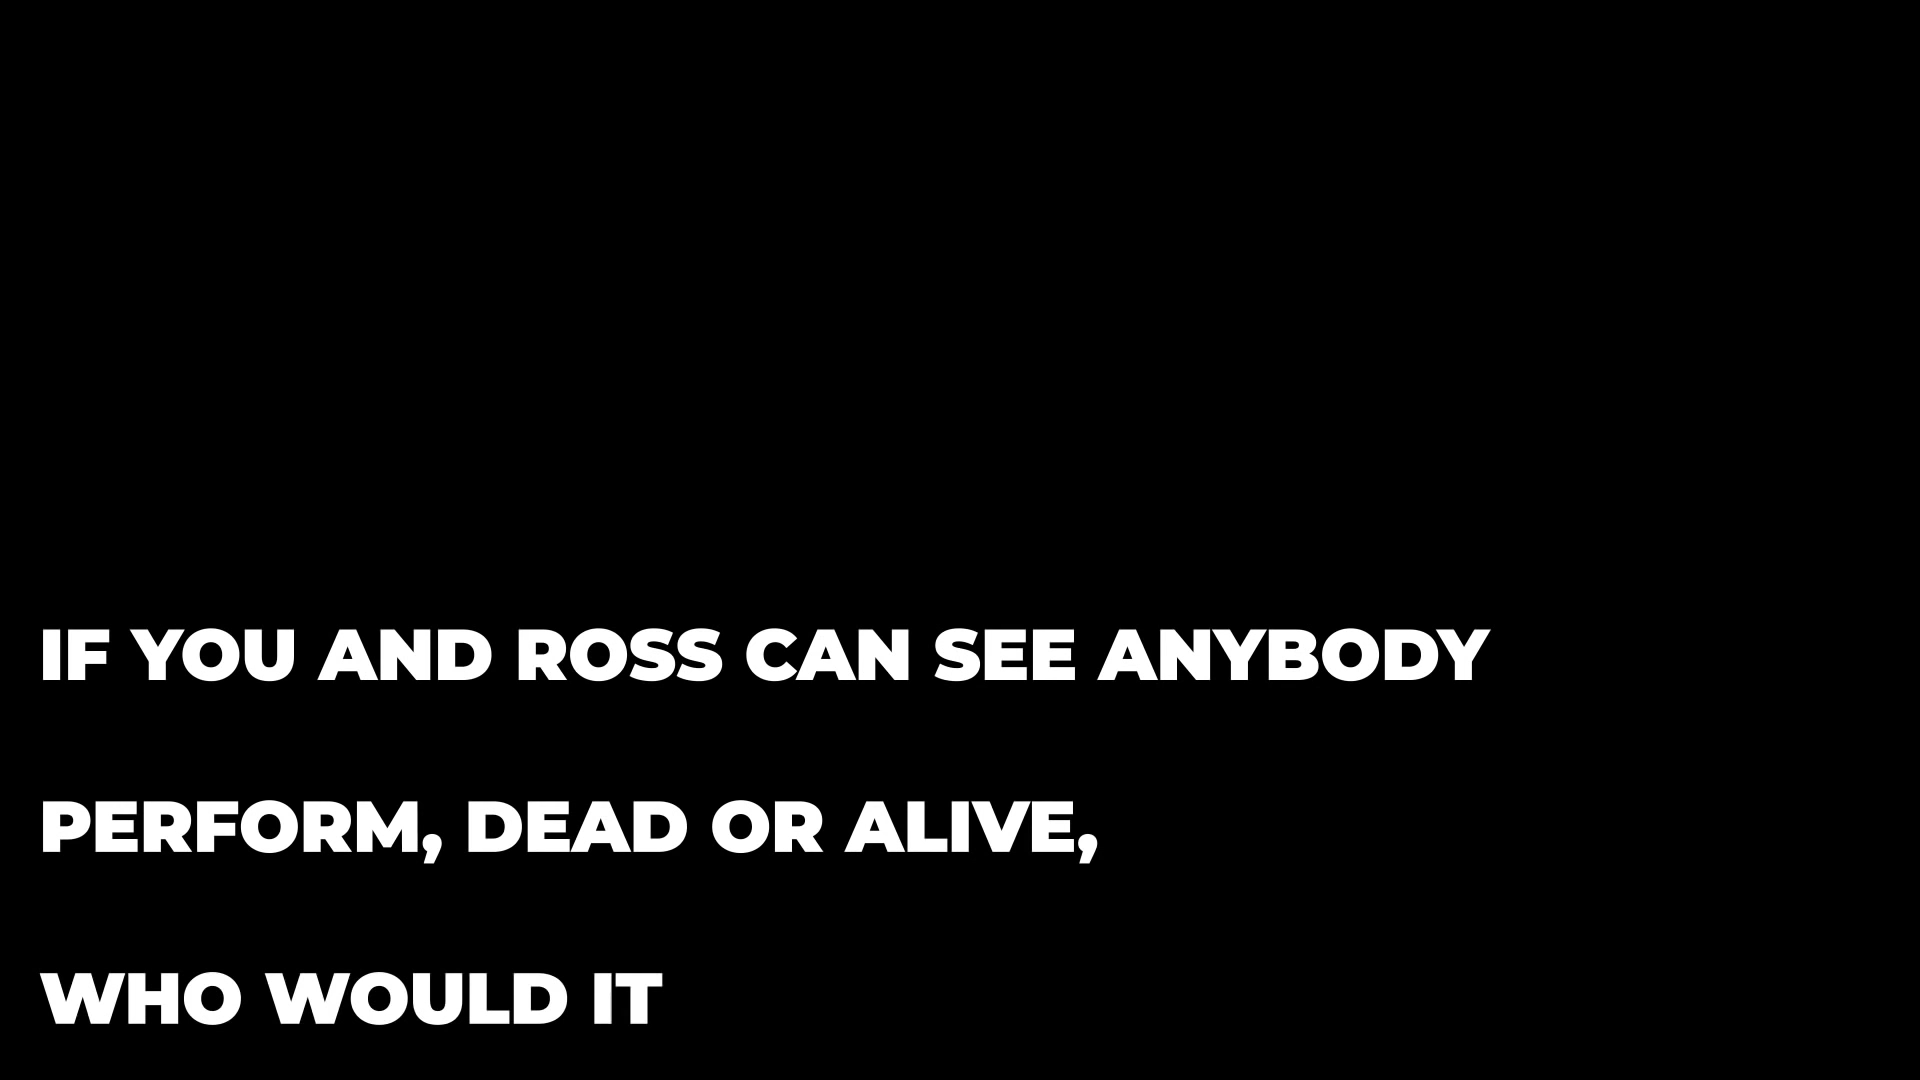 IF YOU AND ROSS CAN SEE ANYBODY
PERFORM, DEAD OR ALIVE,
WHO WOULD IT